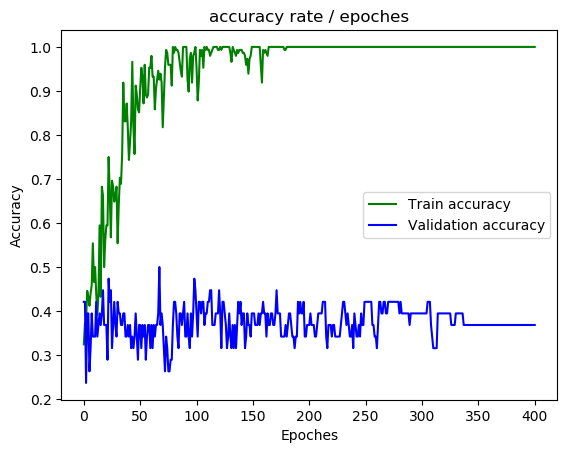 accuracy rate / epoches
Accuracy
1.0
0.9
0.8
0.7
0.6
0.5
0.4
0.3
0.2
Train accuracy
Validation accuracy
0 50 100 150 200 250 300 350 400
Epoches